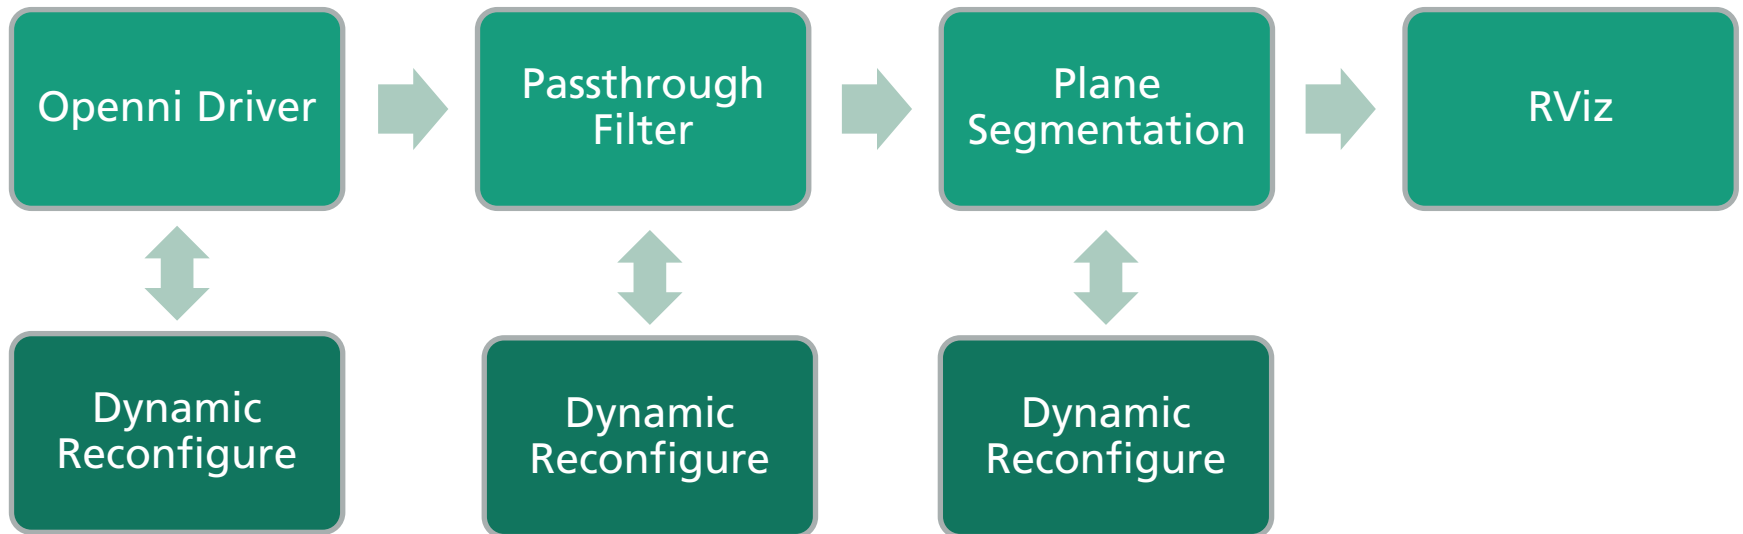 Openni Driver
Passthrough
Filter
Plane
Segmentation
RViz
Dynamic
Reconfigure
Dynamic
Reconfigure
Dynamic
Reconfigure